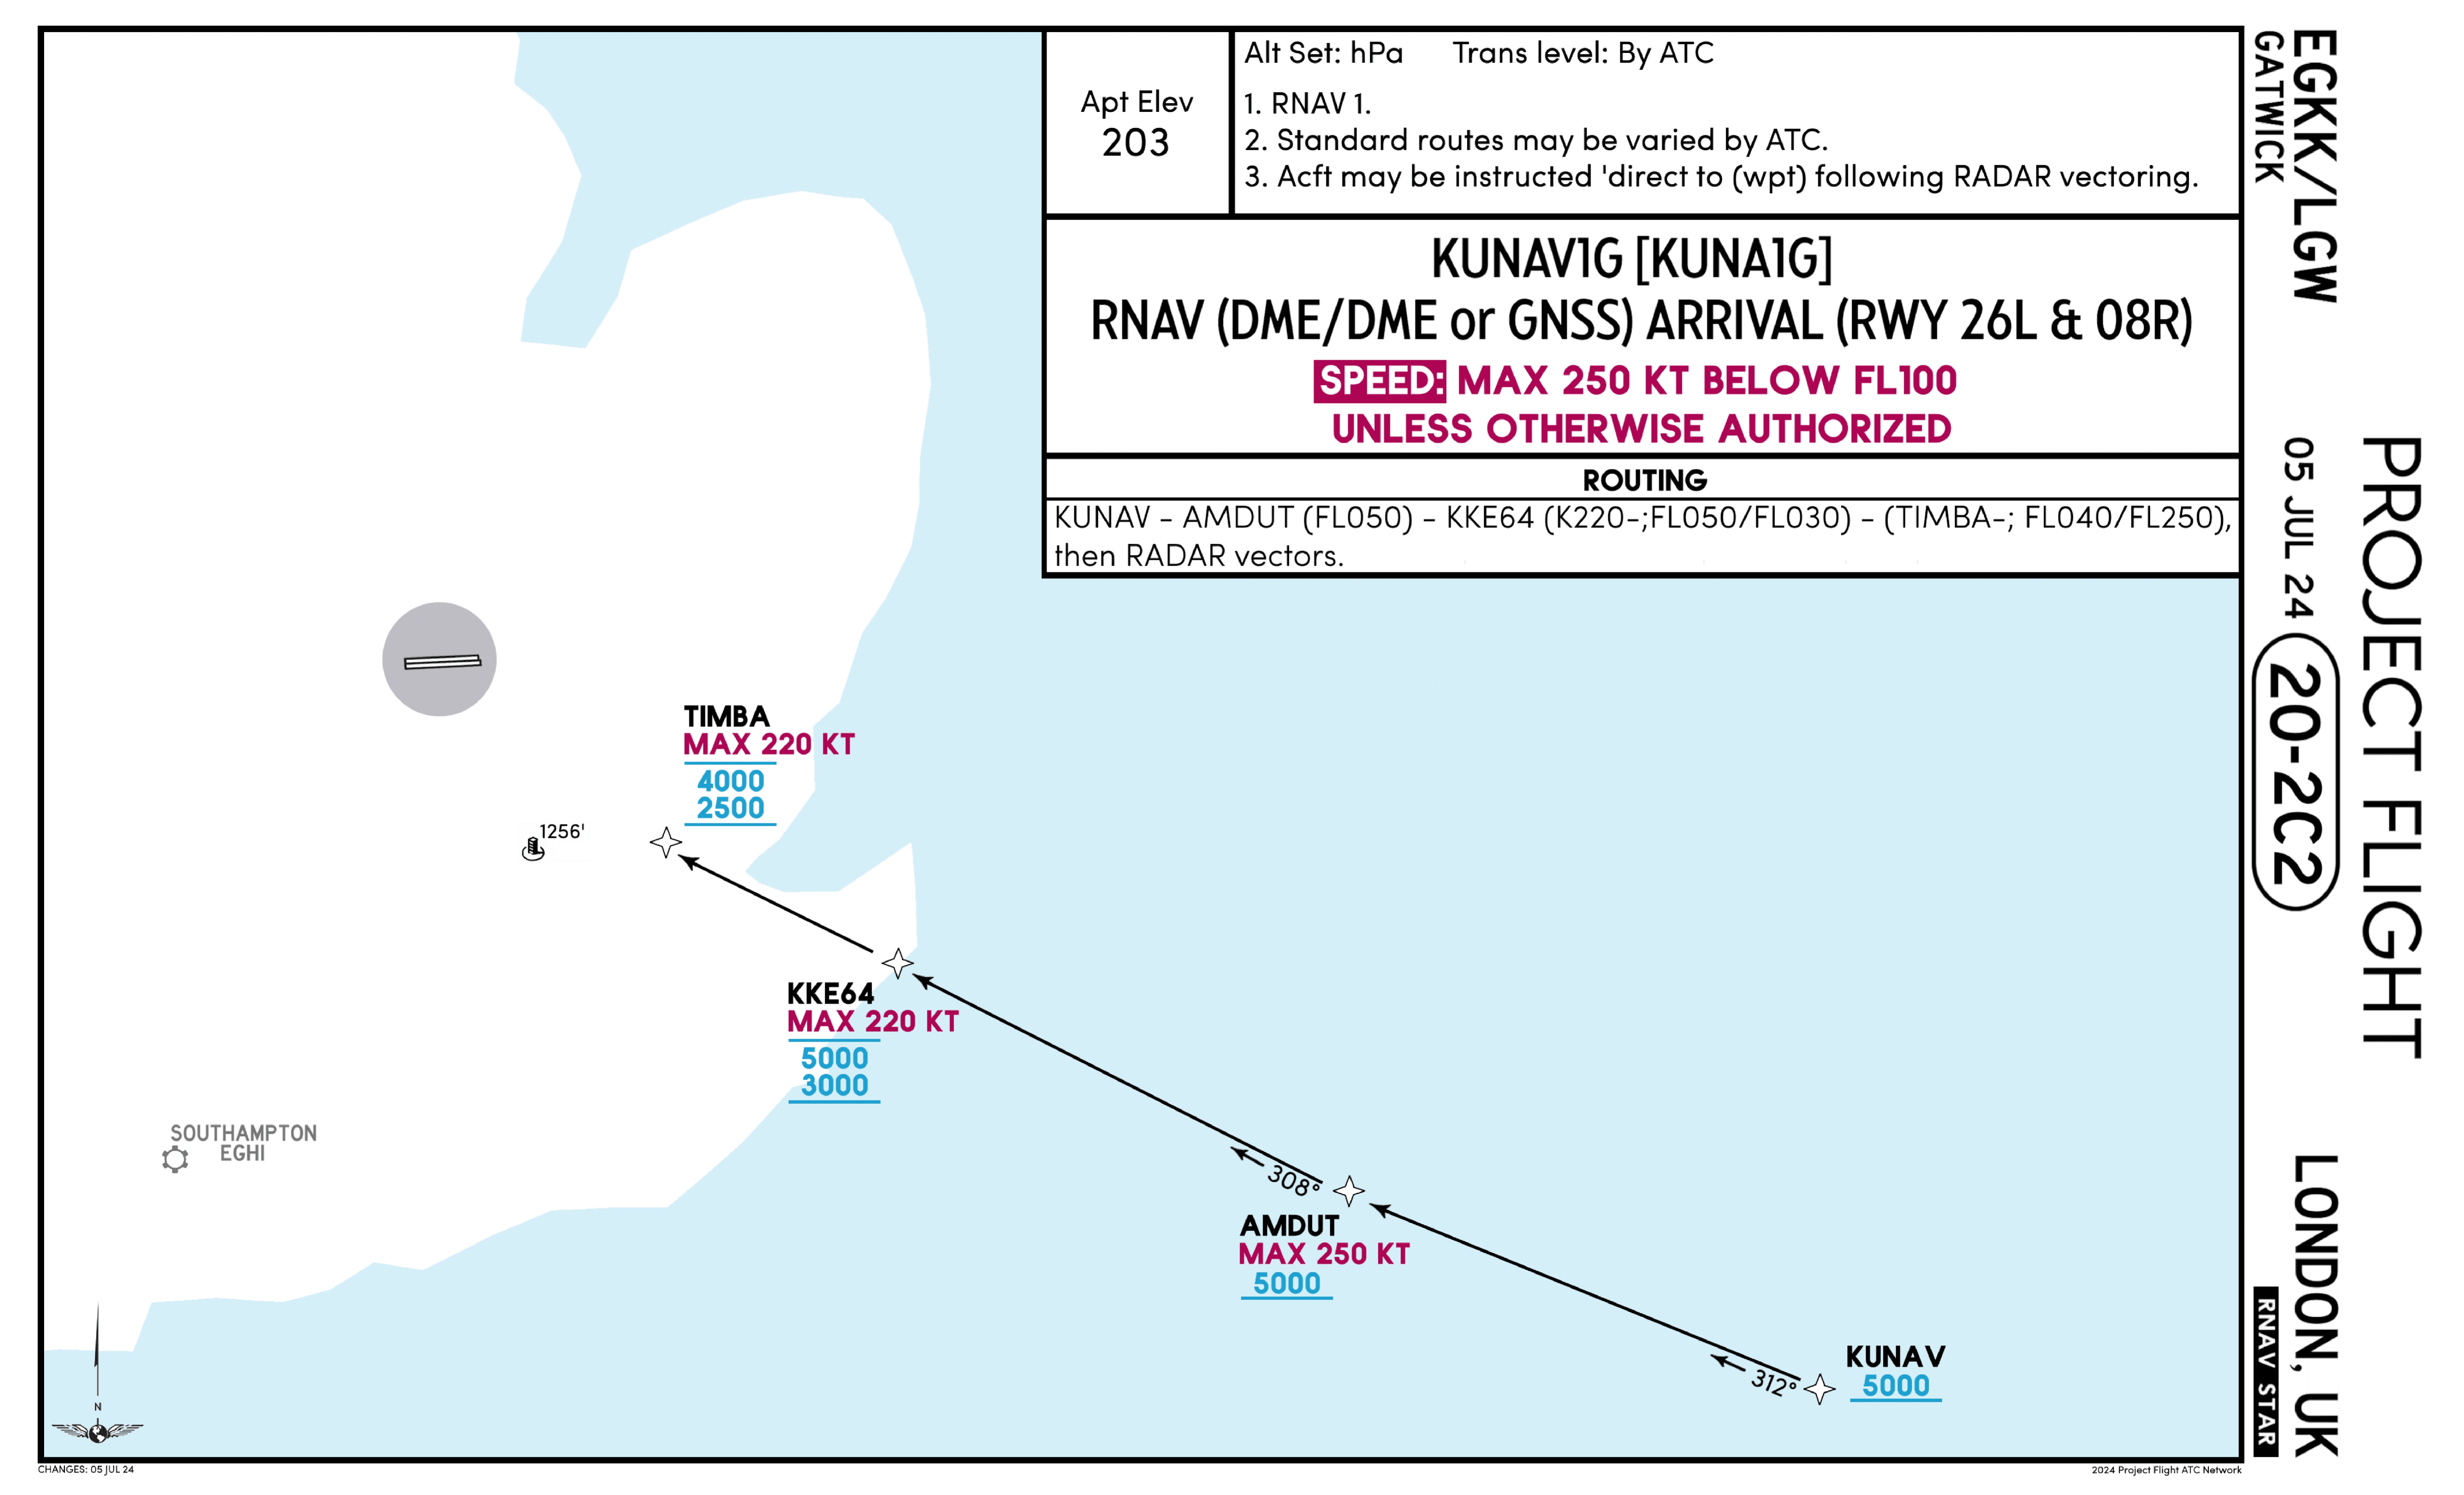 Apt Elev
203
Alt Set: hPa Trans level: By ATC
1. RNAV 1.
2. Standard routes may be varied by ATC.
3. Acft may be instructed 'direct to (wpt) following RADAR vectoring.
KUNAV1G [KUNA1G]
RNAV (DME/DME or GNSS) ARRIVAL (RWY 26L & 08R)
SPEED: MAX 250 KT BELOW FL100
UNLESS OTHERWISE AUTHORIZED
ROUTING
KUNAV - AMDUT (FL050) - KKE64 (K220-;FL050/FL030) - (TIMBA-; FL040/FL250),
then RADAR vectors.
TIMBA
MAX 220 KT
4000
2500
1256'
KKE64
MAX 220 KT
5000
3000
SOUTHAMPTON
EGHI
308°
AMDUT
MAX 250 KT
5000
312°
KUNAV
5000
N
CHANGES: 05 JUL 24
2024 Project Flight ATC Network
EGKK/LGW
GATWICK
05 JUL 24
20-2C2
PROJECT FLIGHT
LONDON, UK
RNAV STAR